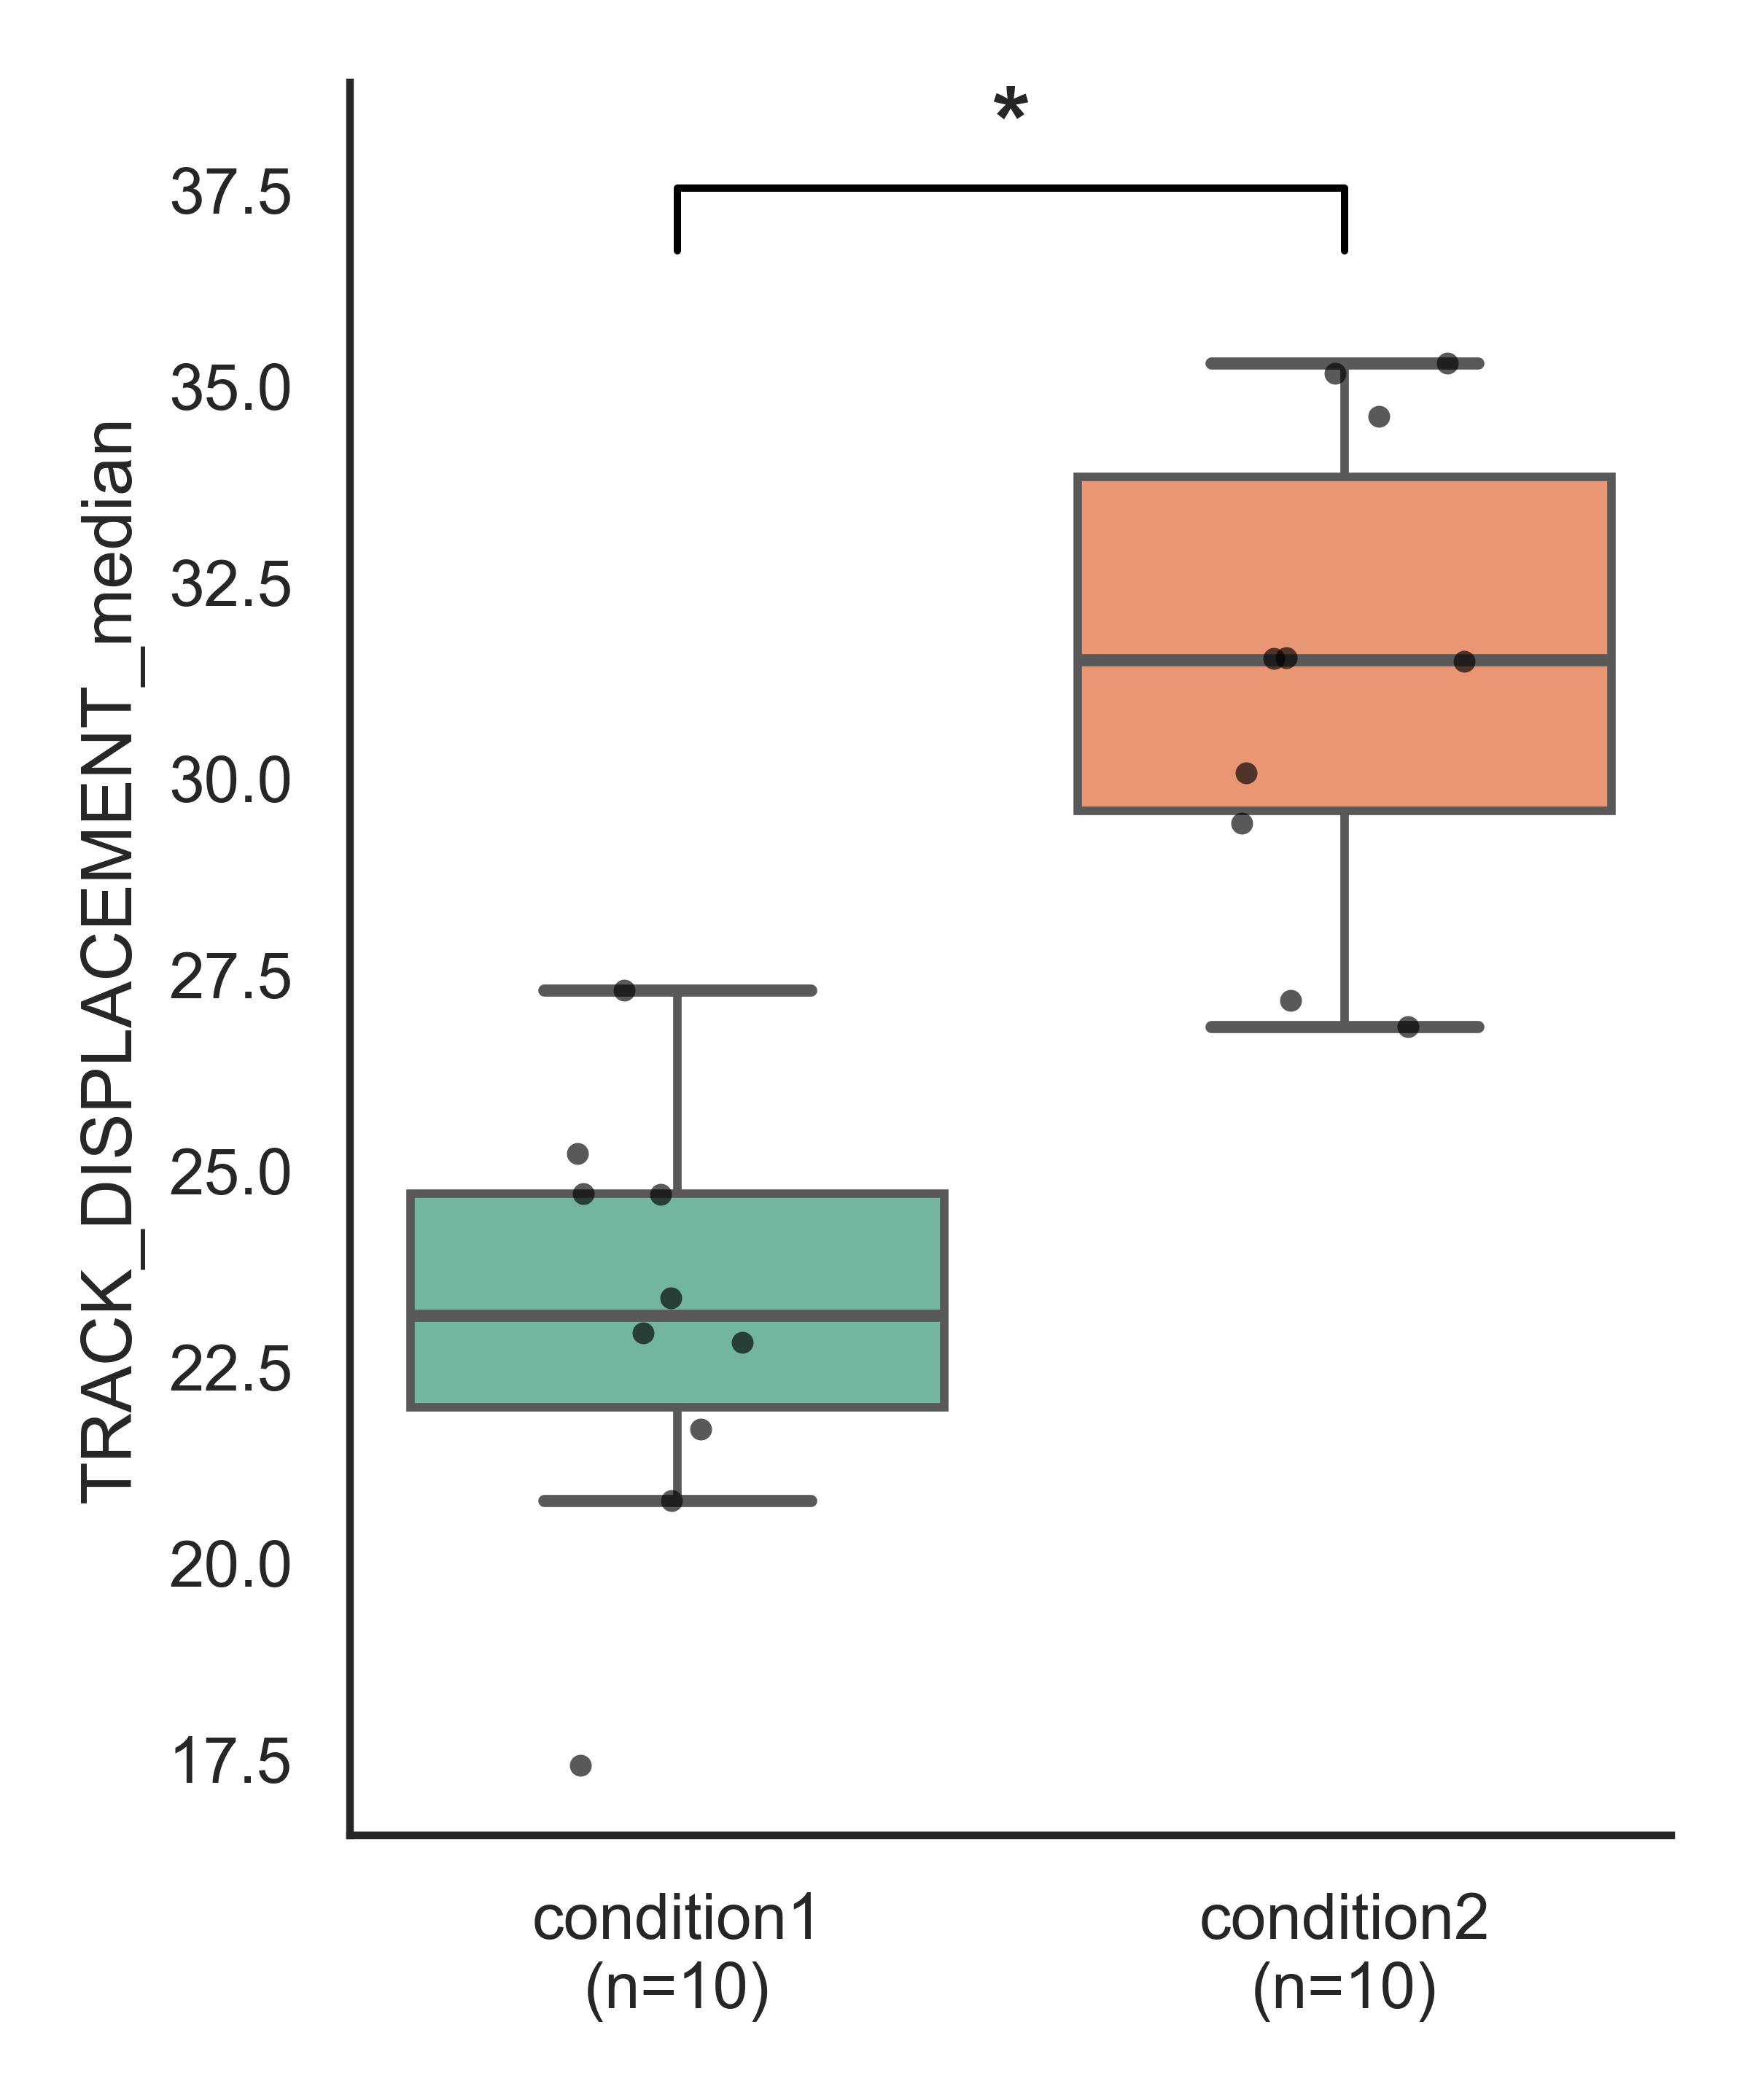 *
37.5
35.0
32.5
30.0
27.5
25.0
22.5
20.0
17.5
TRACK_DISPLACEMENT_median
condition1
(n=10)
condition2
(n=10)